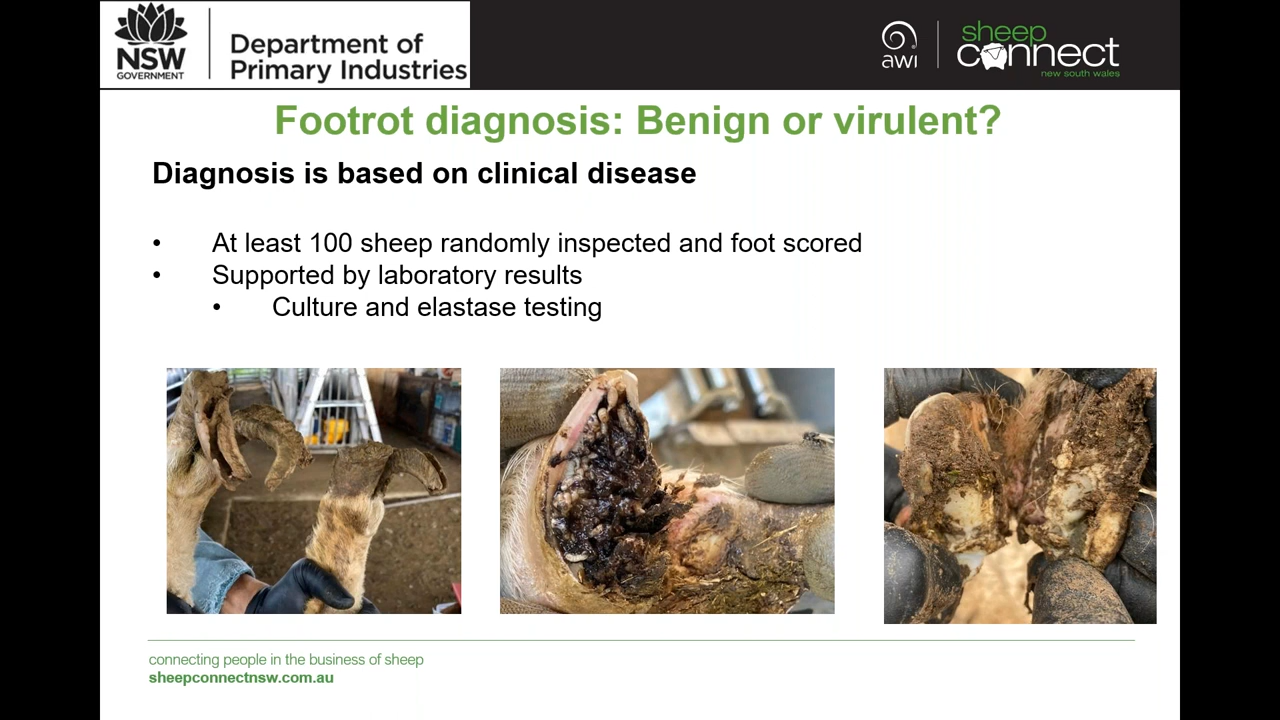 NSW
GOVERNMENT
Department of
Primary Industries
awi
sheep
connect
new south wales
Footrot diagnosis: Benign or virulent?
Diagnosis is based on clinical disease
• At least 100 sheep randomly inspected and foot scored
• Supported by laboratory results
• Culture and elastase testing
connecting people in the business of sheep
sheepconnectnsw.com.au